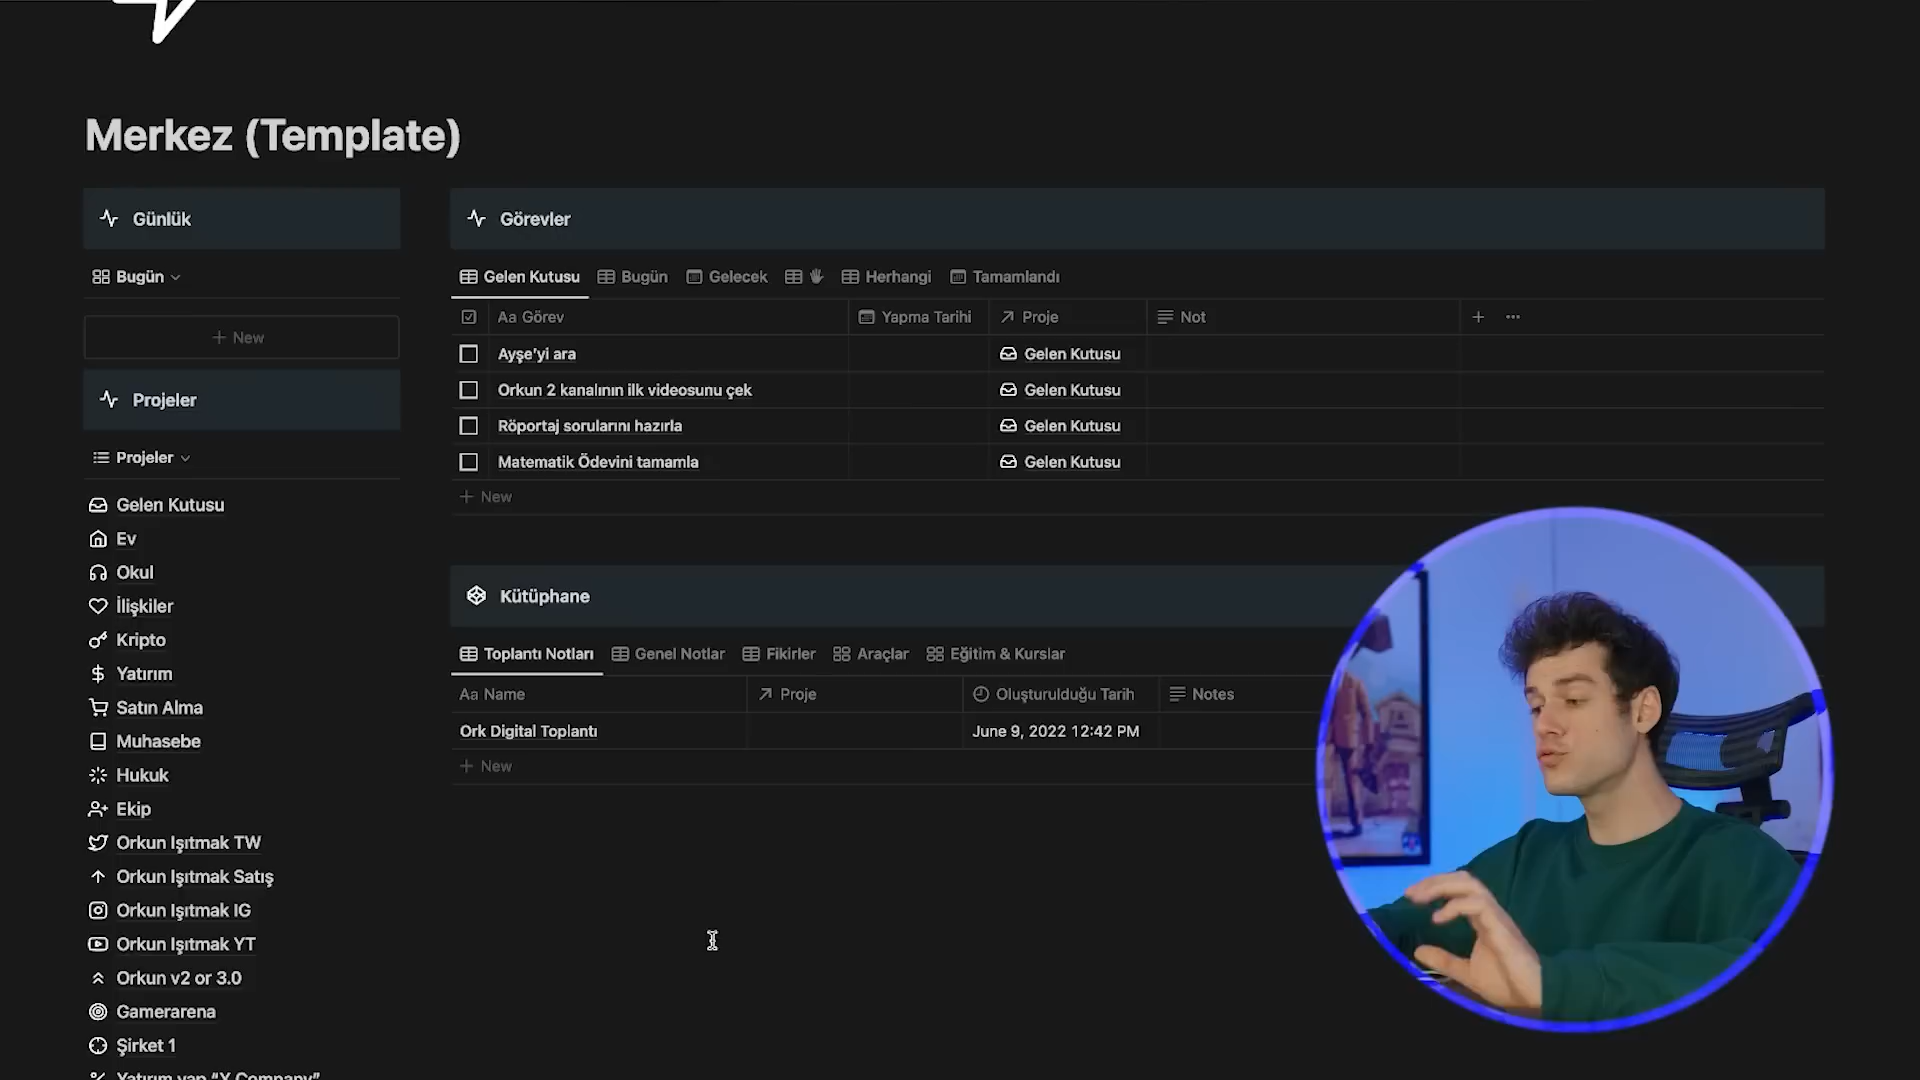 Merkez (Template)
Günlük
Bugün
+ New
Projeler
Projeler
Gelen Kutusu
Ev
Okul
İlişkiler
Kripto
Yatırım
Satın Alma
Muhasebe
Hukuk
Ekip
Orkun Işıtmak TW
Orkun Işıtmak Satış
Orkun Işıtmak IG
Orkun Işıtmak YT
Orkun v2 or 3.0
Gamerarena
Şirket 1
Yatırım yap “X Company”
Görevler
Gelen Kutusu Bugün Gelecek Herhangi Tamamlandı
Aa Görev Yapma Tarihi Proje Not + ...
Ayşe’yi ara Gelen Kutusu
Orkun 2 kanalının ilk videosunu çek Gelen Kutusu
Röportaj sorularını hazırla Gelen Kutusu
Matematik Ödevini tamamla Gelen Kutusu
+ New
Kütüphane
Toplantı Notları Genel Notlar Fikirler Araçlar Eğitim & Kurslar
Aa Name Proje Oluşturulduğu Tarih Notes
Ork Digital Toplantı June 9, 2022 12:42 PM
+ New